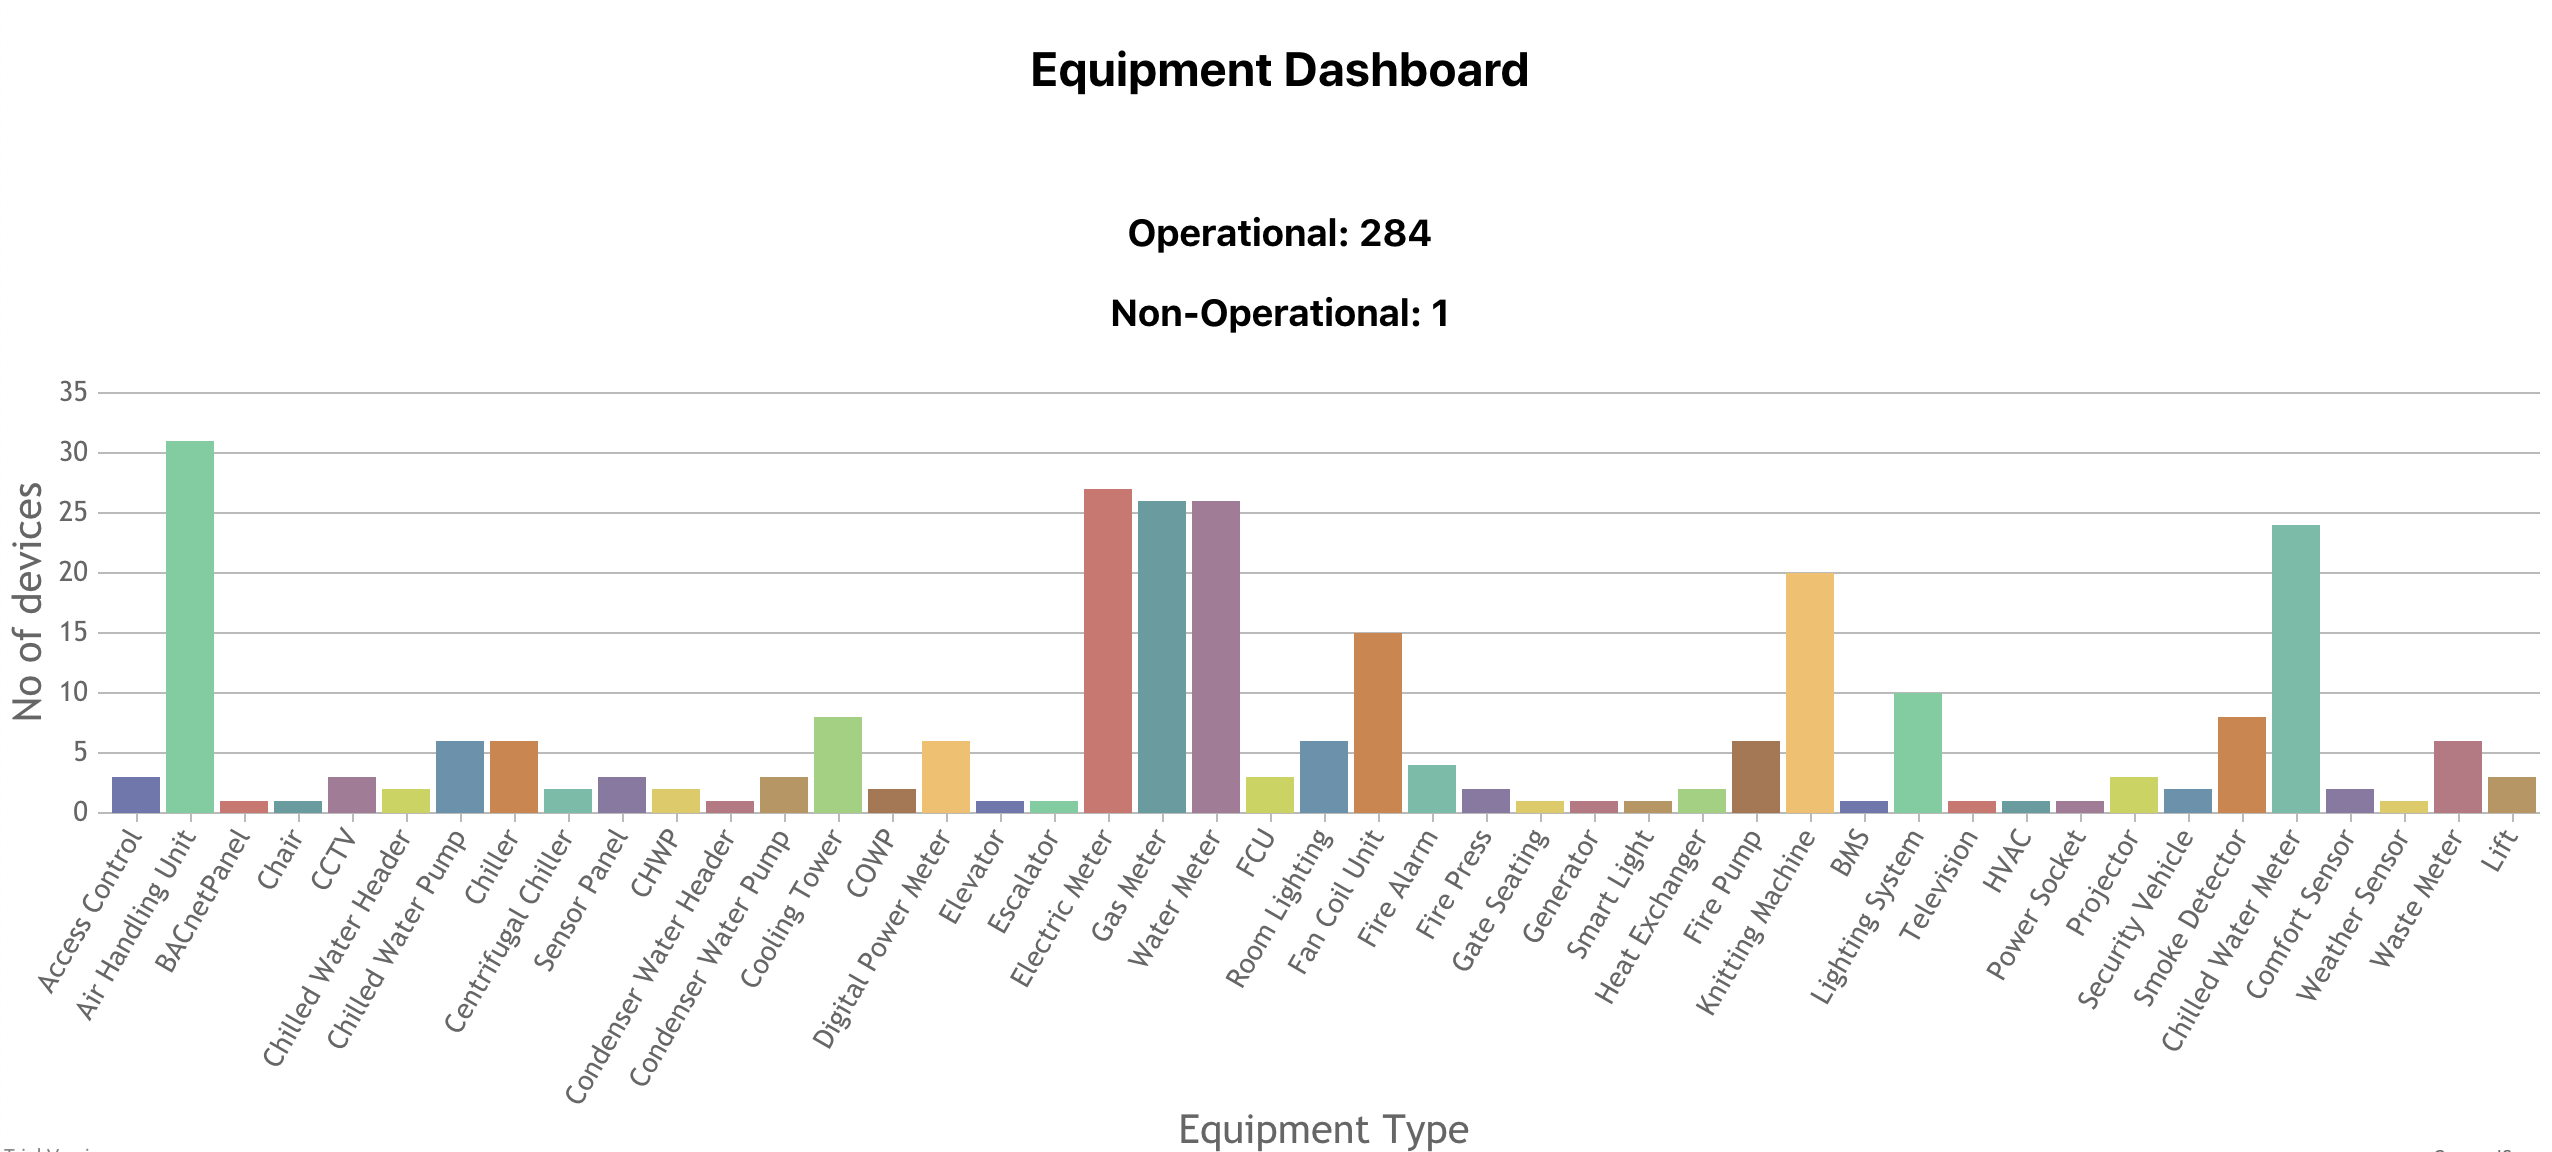 Equipment Dashboard
Operational: 284
Non-Operational: 1
35
30
25
20
15
10
5
0
No of devices
Access Control
Air Handling Unit
BACnetPanel
Chair
CCTV
Chilled Water Header
Chilled Water Pump
Chiller
Centrifugal Chiller
Sensor Panel
CHWP
Condenser Water Header
Condenser Water Pump
Cooling Tower
COWP
Digital Power Meter
Elevator
Escalator
Electric Meter
Gas Meter
Water Meter
FCU
Room Lighting
Fan Coil Unit
Fire Alarm
Fire Press
Gate Seating
Generator
Smart Light
Heat Exchanger
Fire Pump
Knitting Machine
BMS
Lighting System
Television
HVAC
Power Socket
Projector
Security Vehicle
Smoke Detector
Chilled Water Meter
Comfort Sensor
Weather Sensor
Waste Meter
Lift
Equipment Type